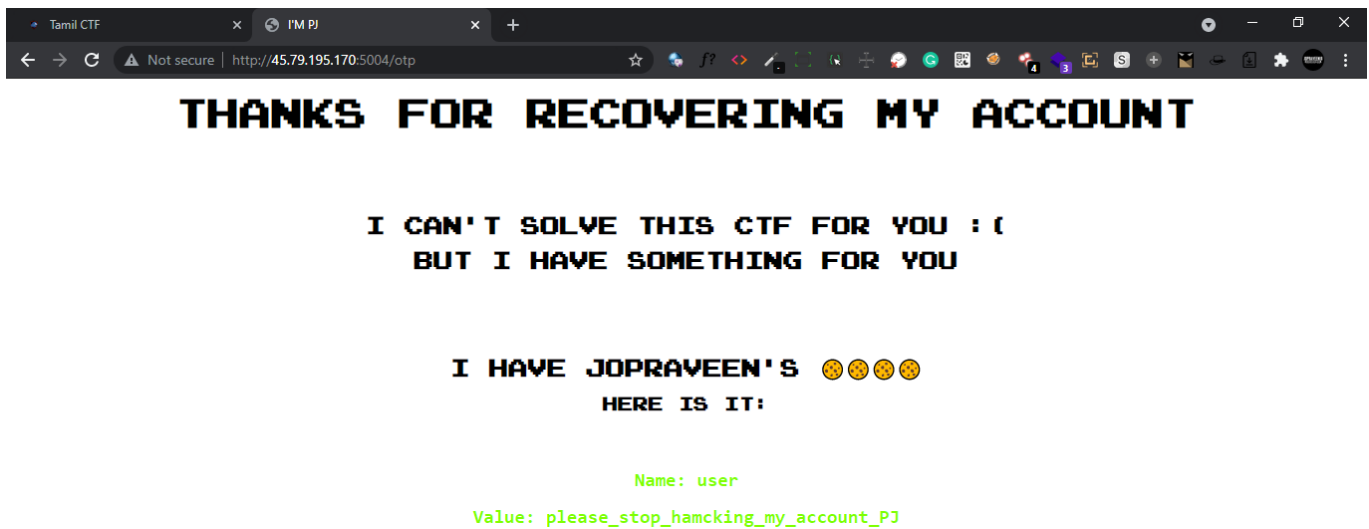 Tamil CTF
I'M PJ
Not secure | http://45.79.195.170:5004/otp
THANKS FOR RECOVERING MY ACCOUNT
I CAN'T SOLVE THIS CTF FOR YOU :(
BUT I HAVE SOMETHING FOR YOU
I HAVE JOPRAVEEN'S 🍪🍪🍪🍪
HERE IS IT:
Name: user
Value: please_stop_hamcking_my_account_PJ